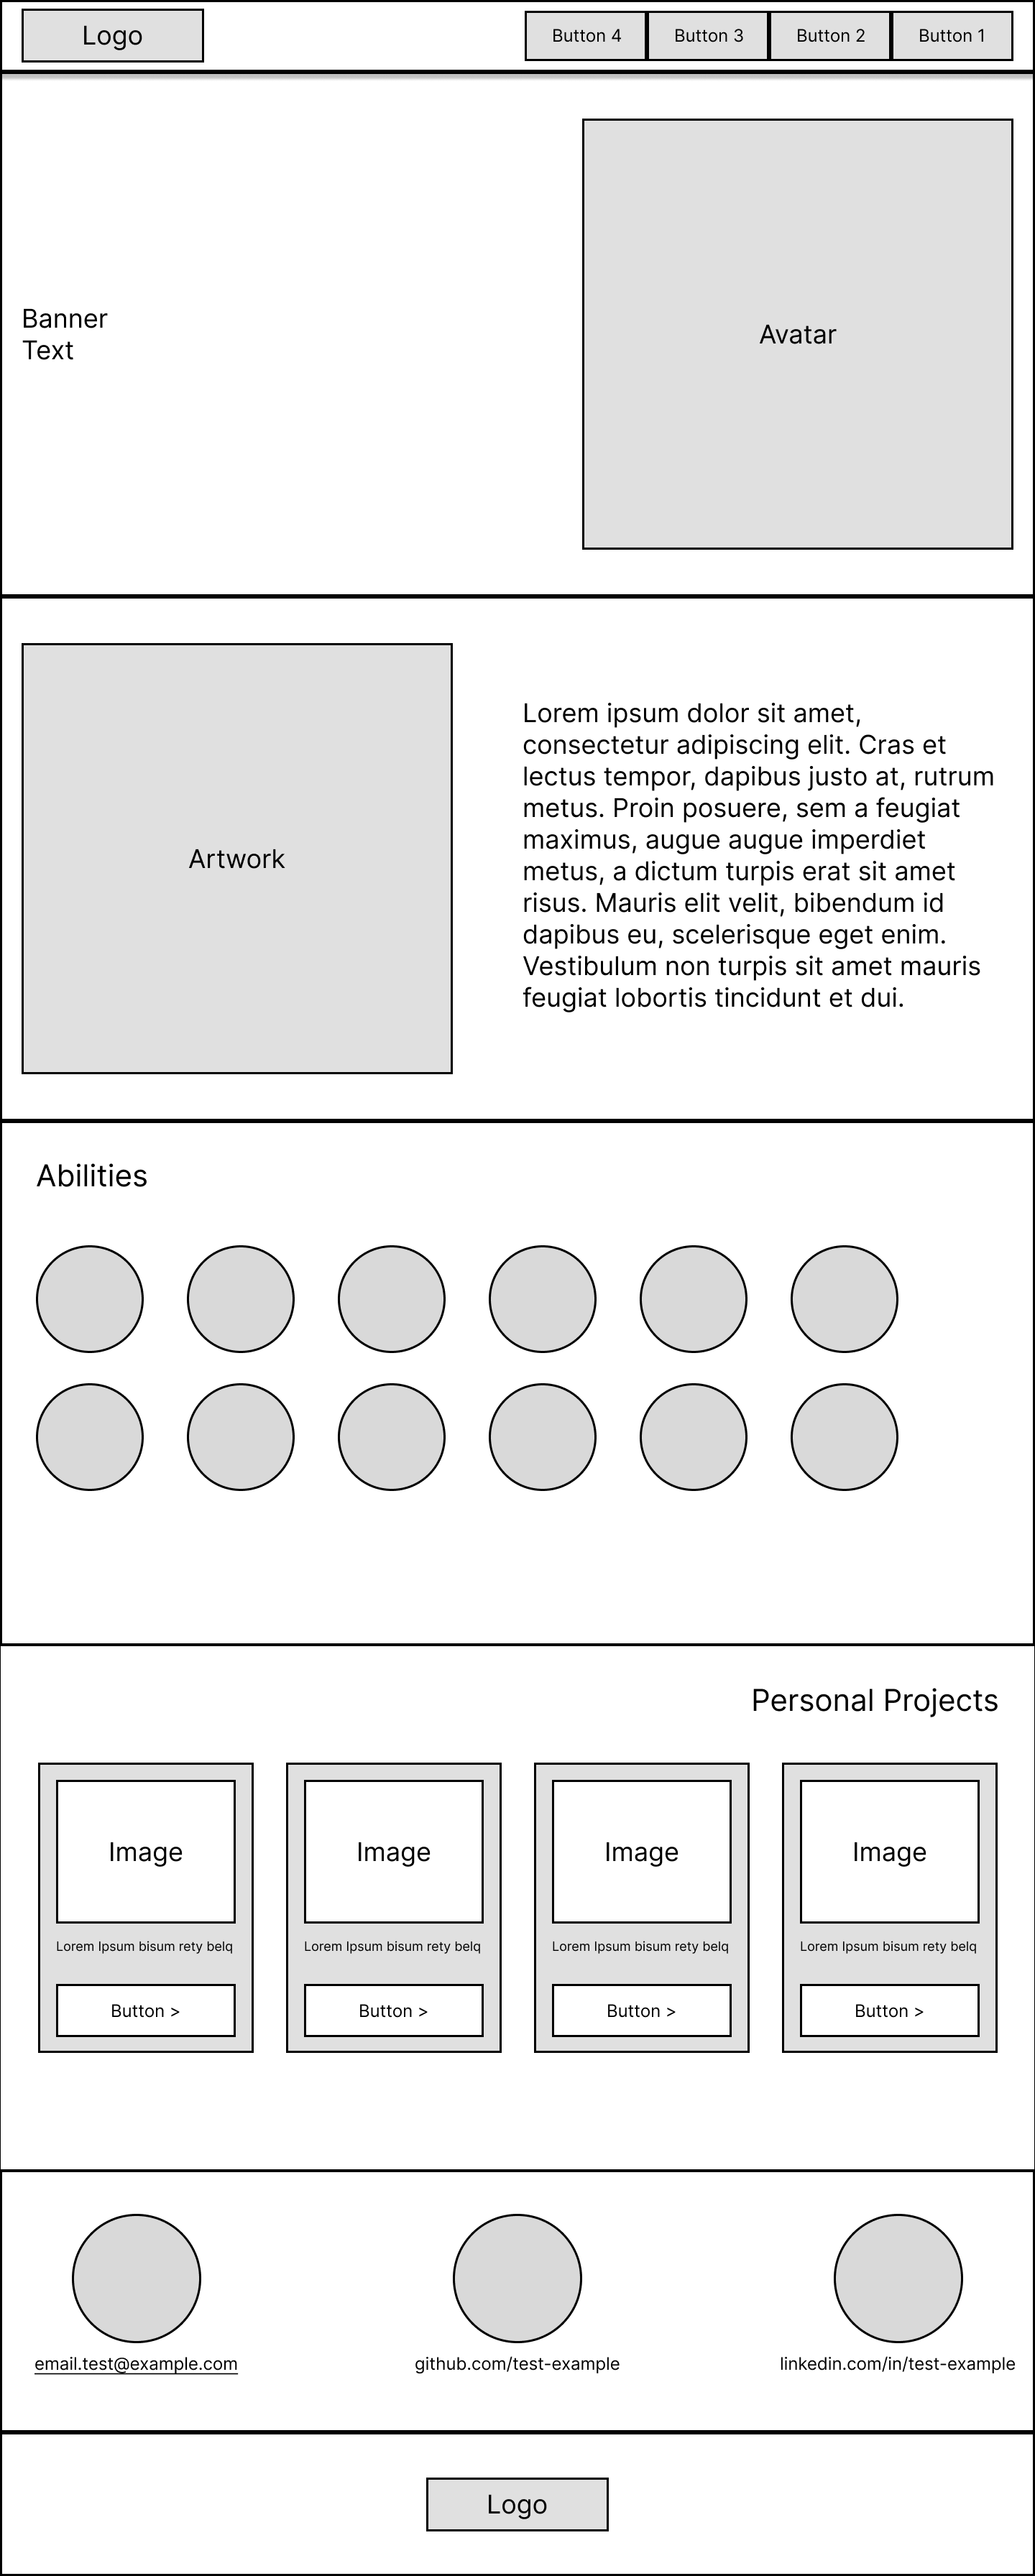 Logo
Button 4
Button 3
Button 2
Button 1
Banner
Text
Avatar
Artwork
Lorem ipsum dolor sit amet,
consectetur adipiscing elit. Cras et
lectus tempor, dapibus justo at, rutrum
metus. Proin posuere, sem a feugiat
maximus, augue augue imperdiet
metus, a dictum turpis erat sit amet
risus. Mauris elit velit, bibendum id
dapibus eu, scelerisque eget enim.
Vestibulum non turpis sit amet mauris
feugiat lobortis tincidunt et dui.
Abilities
Personal Projects
Image
Lorem Ipsum bisum rety belq
Button >
Image
Lorem Ipsum bisum rety belq
Button >
Image
Lorem Ipsum bisum rety belq
Button >
Image
Lorem Ipsum bisum rety belq
Button >
email.test@example.com
github.com/test-example
linkedin.com/in/test-example
Logo